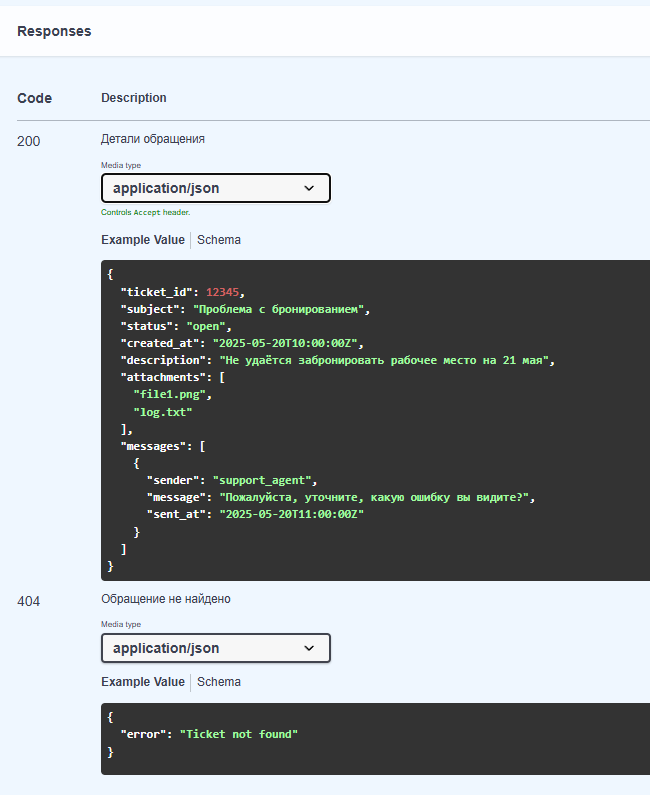 Responses
Code Description
200 Детали обращения
Media type
application/json
Controls Accept header.
Example Value Schema
{
  "ticket_id": 12345,
  "subject": "Проблема с бронированием",
  "status": "open",
  "created_at": "2025-05-20T10:00:00Z",
  "description": "Не удаётся забронировать рабочее место на 21 мая",
  "attachments": [
    "file1.png",
    "log.txt"
  ],
  "messages": [
    {
      "sender": "support_agent",
      "message": "Пожалуйста, уточните, какую ошибку вы видите?",
      "sent_at": "2025-05-20T11:00:00Z"
    }
  ]
}
404 Обращение не найдено
Media type
application/json
Example Value Schema
{
  "error": "Ticket not found"
}